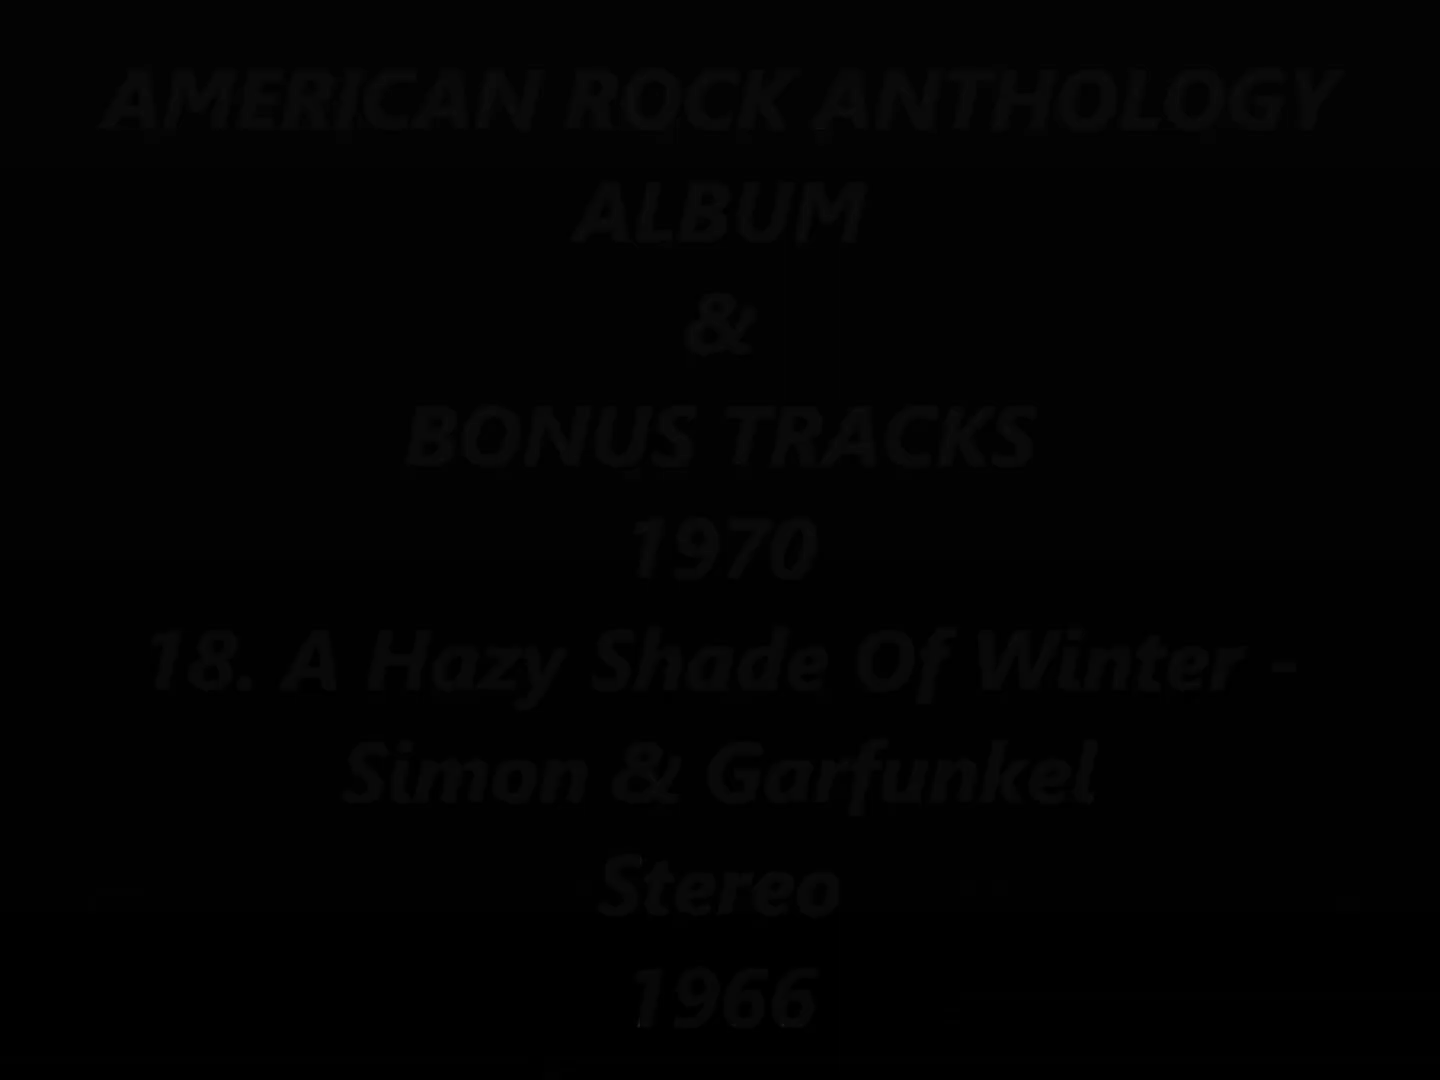 AMERICAN ROCK ANTHOLOGY
ALBUM
&
BONUS TRACKS
1970
18. A Hazy Shade Of Winter -
Simon & Garfunkel
Stereo
1966